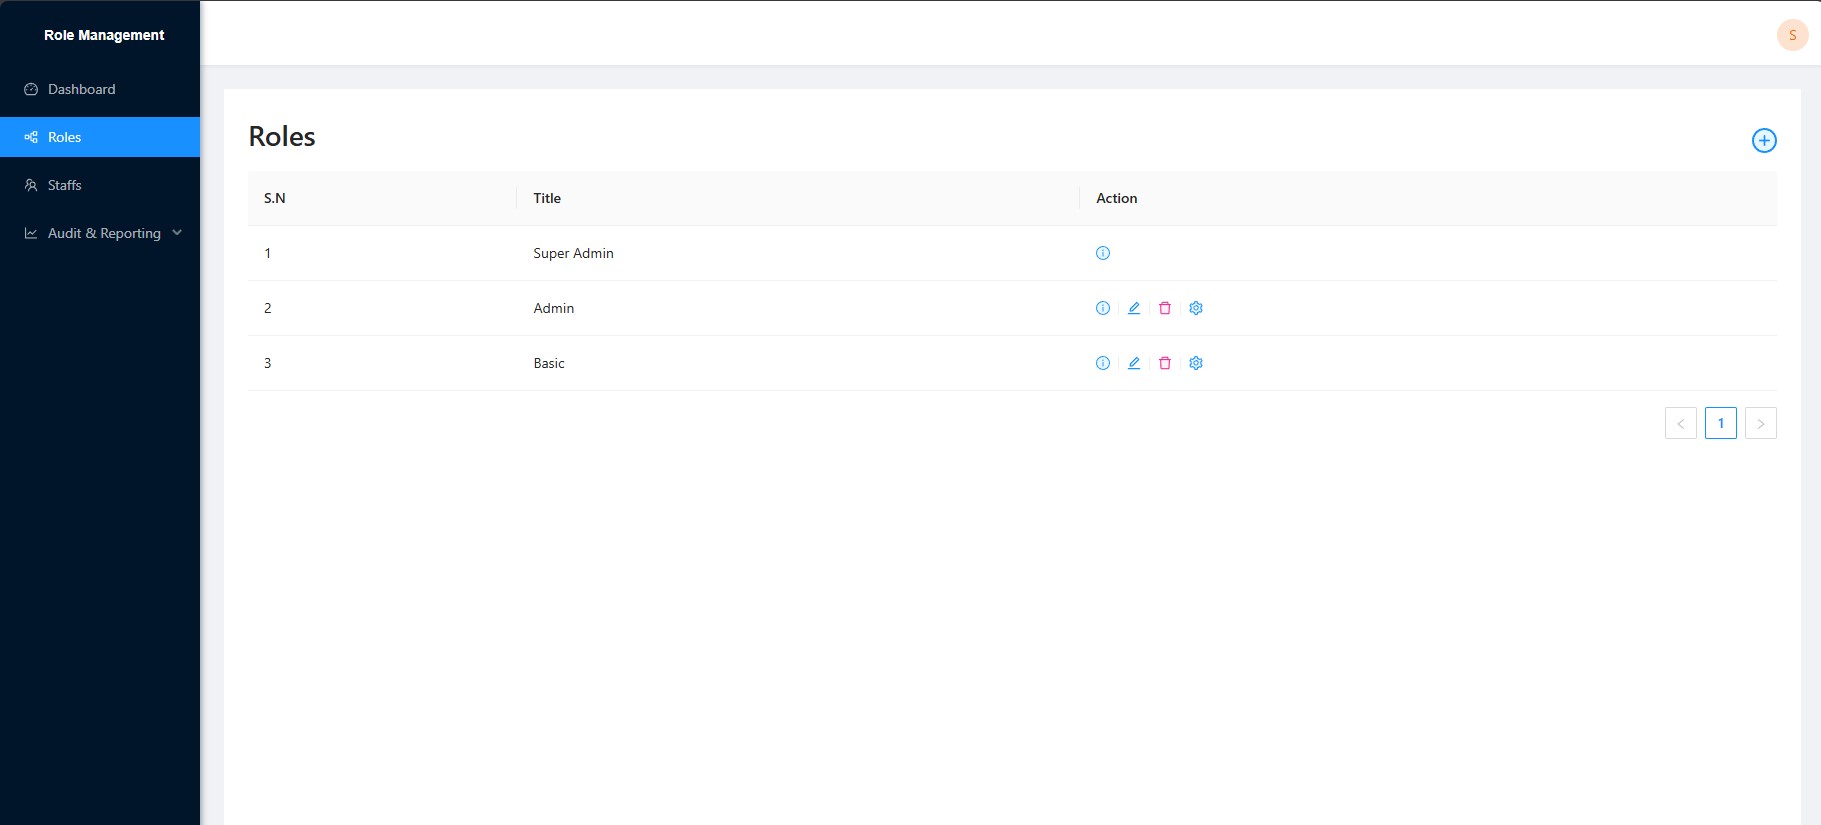 Role Management
S
Dashboard
Roles
Staffs
Audit & Reporting
Roles
S.N Title Action
1 Super Admin
2 Admin
3 Basic
< 1 >